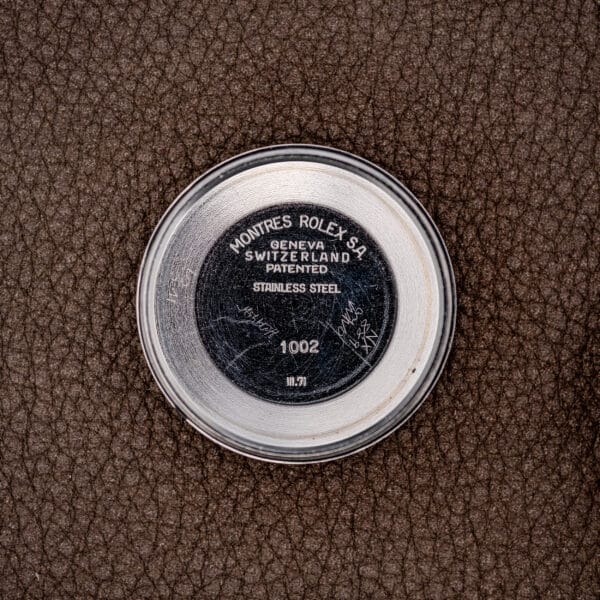 MONTRES ROLEX S.A.
GENEVA
SWITZERLAND
PATENTED
STAINLESS STEEL
1002
III.71